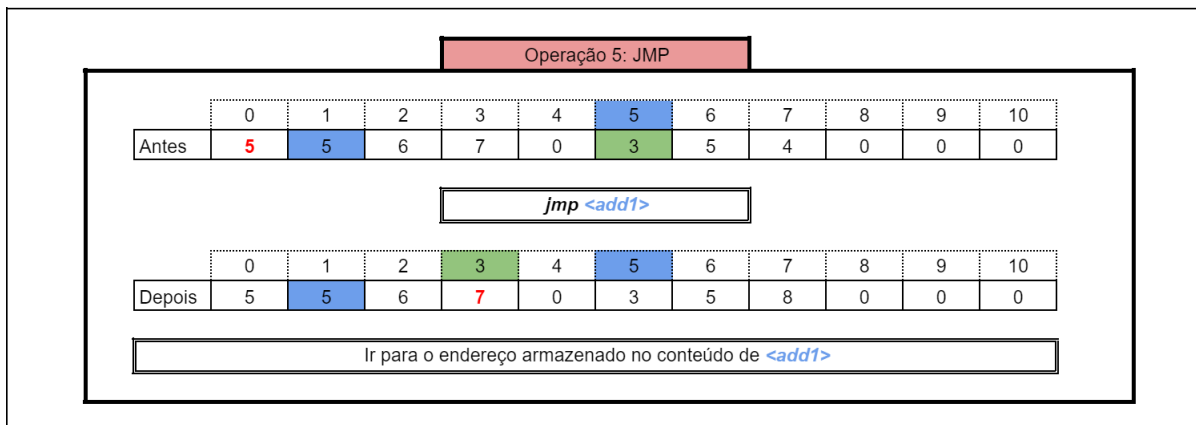 Operação 5: JMP
0 1 2 3 4 5 6 7 8 9 10
Antes 5 5 6 7 0 3 5 4 0 0 0
jmp <add1>
0 1 2 3 4 5 6 7 8 9 10
Depois 5 5 6 7 0 3 5 8 0 0 0
Ir para o endereço armazenado no conteúdo de <add1>